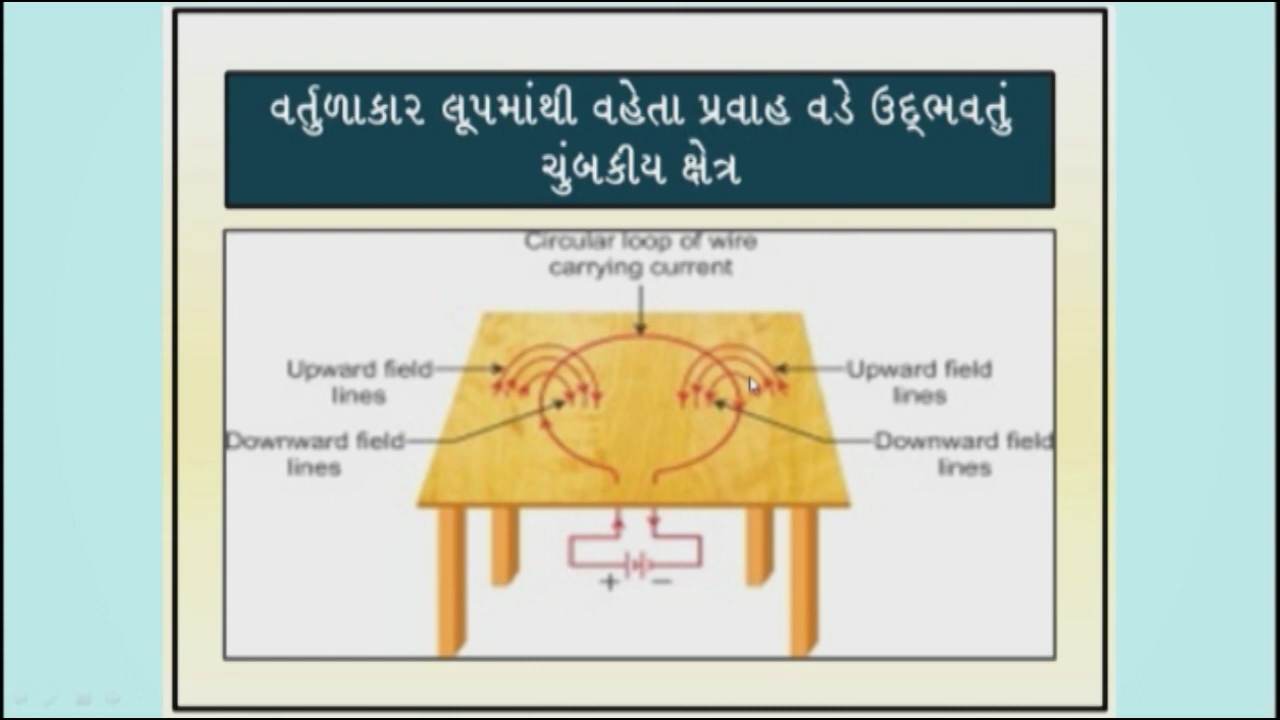 વર્તુળાકાર લૂપમાંથી વહેતા પ્રવાહ વડે ઉદ્દભવતું
ચુંબકીય ક્ષેત્ર
Circular loop of wire
carrying current
Upward field
lines
Upward field
lines
Downward field
lines
Downward field
lines
+ −